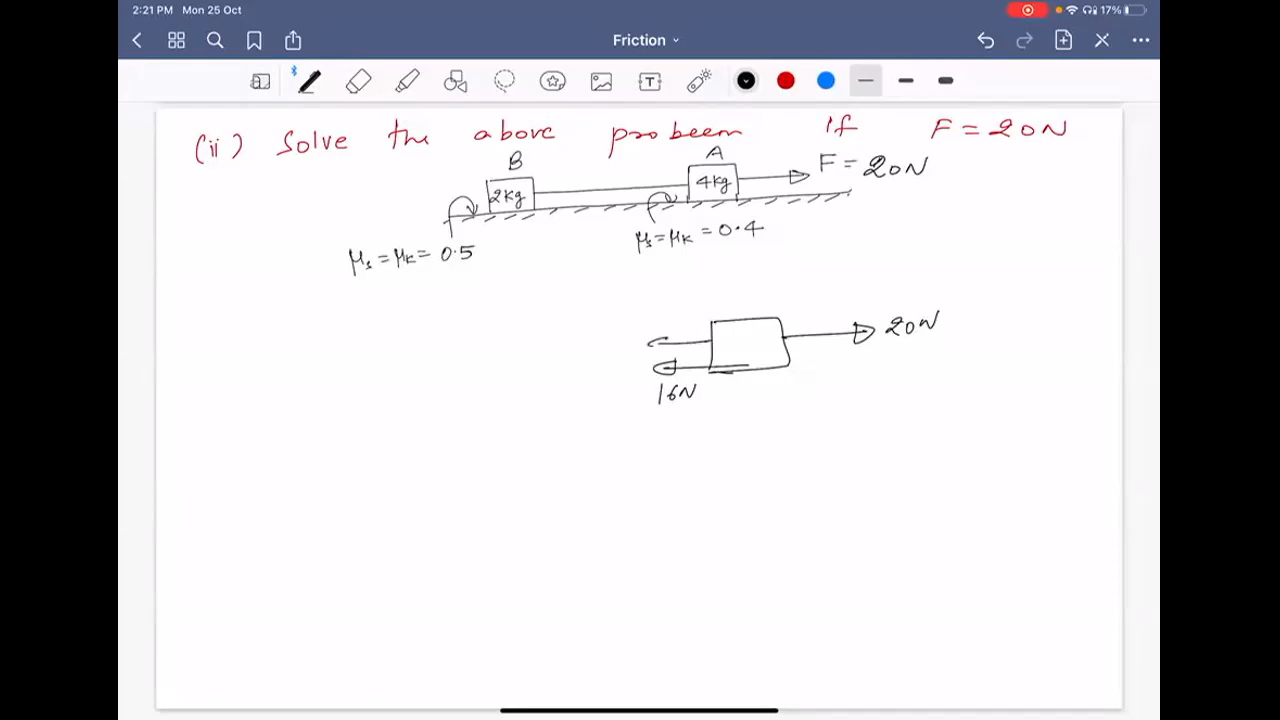 2:21 PM Mon 25 Oct
17%
Friction
T
(ii) Solve the above probeem if F = 20N
B
A
2kg
4kg
F = 20N
μs = μK = 0.5
μs = μK = 0.4
20N
16N